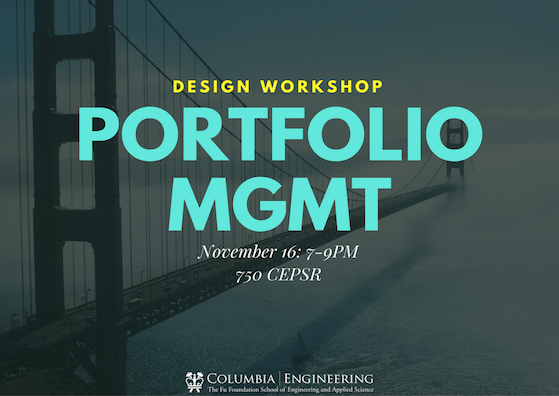 DESIGN WORKSHOP
PORTFOLIO
MGMT
November 16: 7-9PM
750 CEPSR
COLUMBIA | ENGINEERING
The Fu Foundation School of Engineering and Applied Science